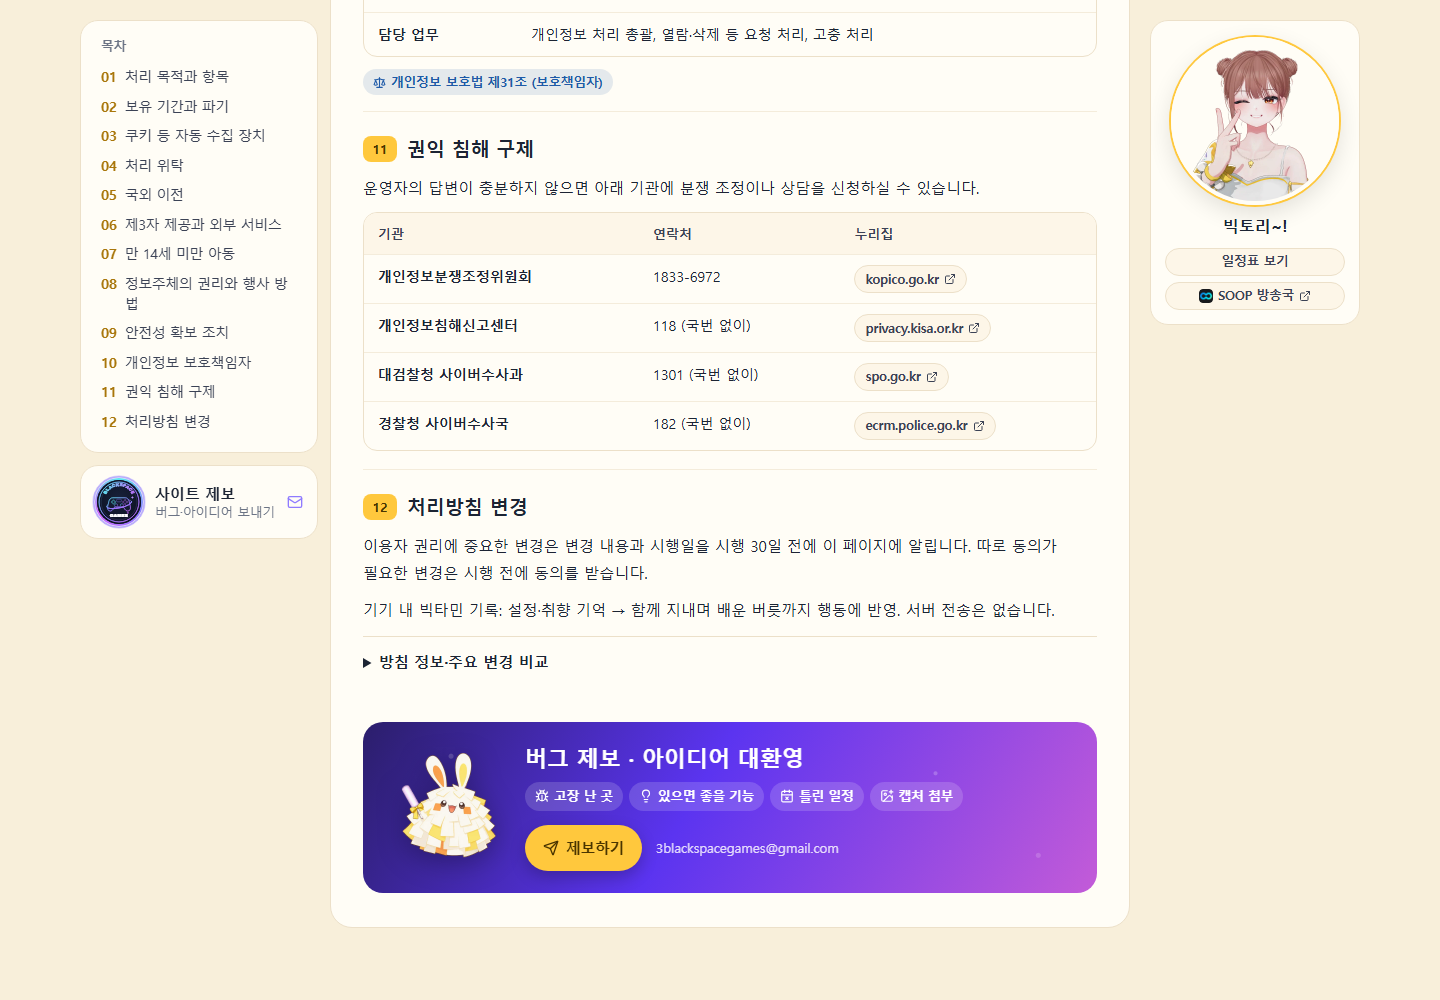 목차
01 처리 목적과 항목
02 보유 기간과 파기
03 쿠키 등 자동 수집 장치
04 처리 위탁
05 국외 이전
06 제3자 제공과 외부 서비스
07 만 14세 미만 아동
08 정보주체의 권리와 행사 방
법
09 안전성 확보 조치
10 개인정보 보호책임자
11 권익 침해 구제
12 처리방침 변경
사이트 제보
버그·아이디어 보내기
담당 업무 개인정보 처리 총괄, 열람·삭제 등 요청 처리, 고충 처리
개인정보 보호법 제31조 (보호책임자)
11 권익 침해 구제
운영자의 답변이 충분하지 않으면 아래 기관에 분쟁 조정이나 상담을 신청하실 수 있습니다.
기관 연락처 누리집
개인정보분쟁조정위원회 1833-6972 kopico.go.kr
개인정보침해신고센터 118 (국번 없이) privacy.kisa.or.kr
대검찰청 사이버수사과 1301 (국번 없이) spo.go.kr
경찰청 사이버수사국 182 (국번 없이) ecrm.police.go.kr
12 처리방침 변경
이용자 권리에 중요한 변경은 변경 내용과 시행일을 시행 30일 전에 이 페이지에 알립니다. 따로 동의가
필요한 변경은 시행 전에 동의를 받습니다.
기기 내 빅타민 기록: 설정·취향 기억 → 함께 지내며 배운 버릇까지 행동에 반영. 서버 전송은 없습니다.
▶ 방침 정보·주요 변경 비교
버그 제보 · 아이디어 대환영
고장 난 곳 있으면 좋을 기능 틀린 일정 캡처 첨부
제보하기 3blackspacegames@gmail.com
빅토리~!
일정표 보기
SOOP 방송국